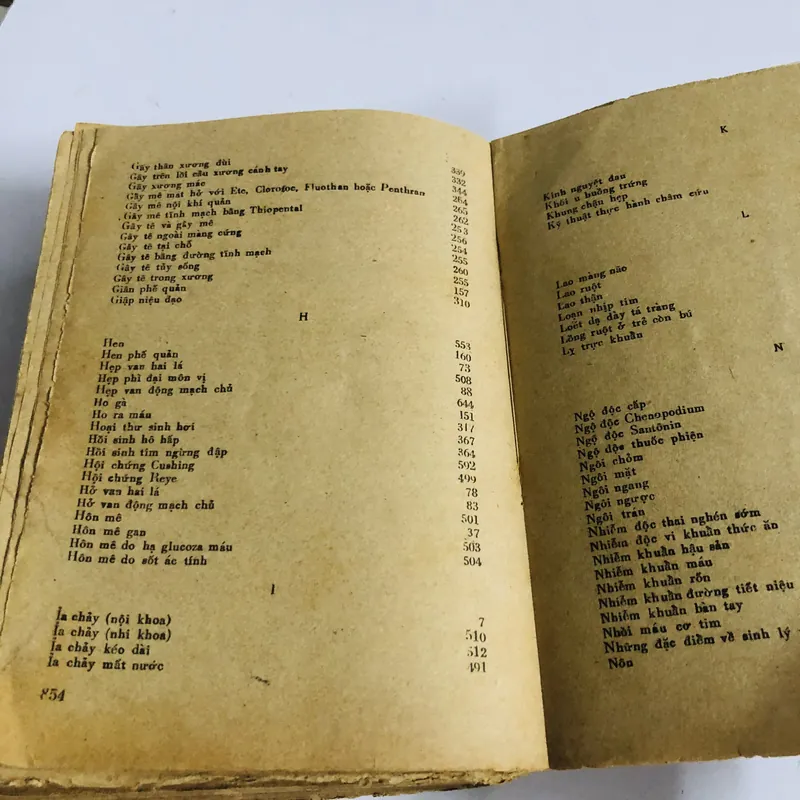 Gãy thân xương đùi 339
Gãy trên lồi cầu xương cánh tay 332
Gãy xương mác 344
Gây mê mát hở với Ete, Clorofoc, Fluothan hoặc Penthran 264
Gây mê nội khí quản 265
Gây mê tĩnh mạch bằng Thiopental 262
Gây tê và gây mê 253
Gây tê ngoài màng cứng 256
Gây tê tại chỗ 254
Gây tê bằng đường tĩnh mạch 255
Gây tê tủy sống 260
Gây tê trong xương 255
Giãn phế quản 157
Giập niệu đạo 310
H
Hen 553
Hen phế quản 160
Hẹp van hai lá 73
Hẹp phì đại môn vị 508
Hẹp van động mạch chủ 88
Ho gà 644
Ho ra máu 151
Hoại thư sinh hơi 317
Hồi sinh hô hấp 367
Hồi sinh tim ngừng đập 364
Hội chứng Cushing 592
Hội chứng Reye 499
Hở van hai lá 78
Hở van động mạch chủ 83
Hôn mê 501
Hôn mê gan 37
Hôn mê do hạ glucoza máu 503
Hôn mê do sốt ác tính 504
I
Ỉa chảy (nội khoa) 7
Ỉa chảy (nhi khoa) 510
Ỉa chảy kéo dài 512
Ỉa chảy mất nước 491
854
K
Kinh nguyệt đau
Khối u buồng trứng
Khung chậu hẹp
Kỹ thuật thực hành châm cứu
L
Lao màng não
Lao ruột
Lao thận
Loạn nhịp tim
Loét dạ dày tá tràng
Lồng ruột ở trẻ còn bú
Lỵ trực khuẩn
N
Ngộ độc cấp
Ngộ độc Chenopodium
Ngộ độc Santônin
Ngộ độc thuốc phiện
Ngôi chỏm
Ngôi mặt
Ngôi ngang
Ngôi ngược
Ngôi trán
Nhiễm độc thai nghén sớm
Nhiễm độc vi khuẩn thức ăn
Nhiễm khuẩn hậu sản
Nhiễm khuẩn máu
Nhiễm khuẩn rốn
Nhiễm khuẩn đường tiết niệu
Nhiễm khuẩn bàn tay
Nhồi máu cơ tim
Những đặc điểm về sinh lý
Nôn